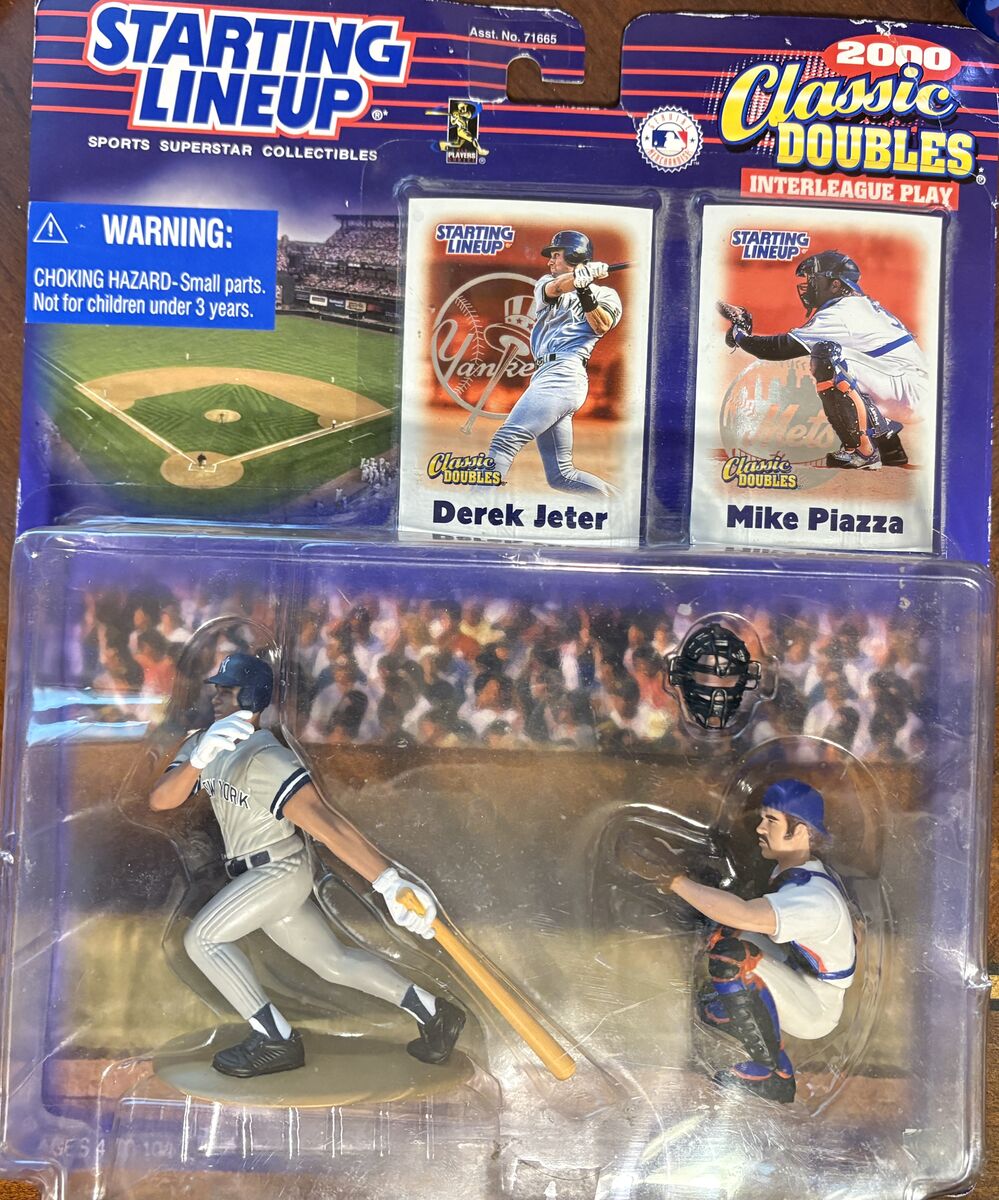 STARTING
LINEUP®
SPORTS SUPERSTAR COLLECTIBLES
Asst. No. 71665
PLAYERS
2000
Classic
DOUBLES
INTERLEAGUE PLAY
WARNING:
CHOKING HAZARD-Small parts.
Not for children under 3 years.
STARTING
LINEUP
Yankees
Classic
DOUBLES
Derek Jeter
STARTING
LINEUP
Mets
Classic
DOUBLES
Mike Piazza
YORK